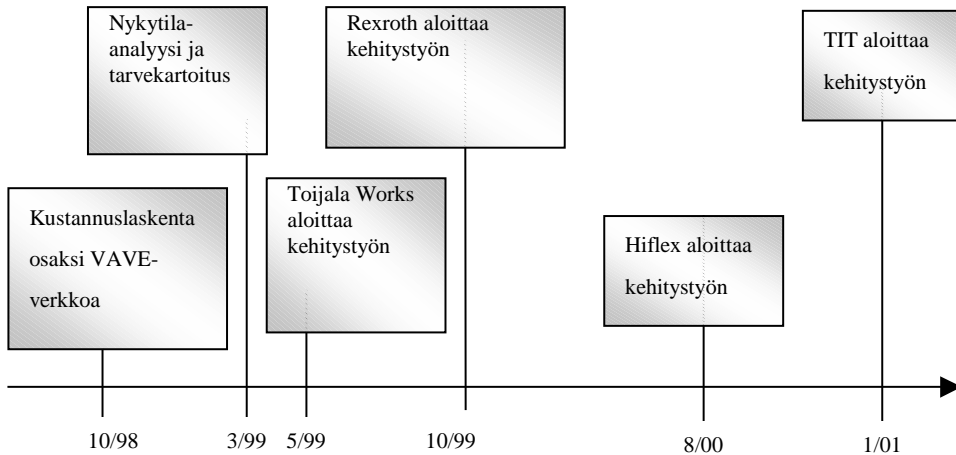 Nykytila-
analyysi ja
tarvekartoitus
Rexroth aloittaa
kehitystyön
TIT aloittaa
kehitystyön
Kustannuslaskenta
osaksi VAVE-
verkkoa
Toijala Works
aloittaa
kehitystyön
Hiflex aloittaa
kehitystyön
10/98
3/99
5/99
10/99
8/00
1/01